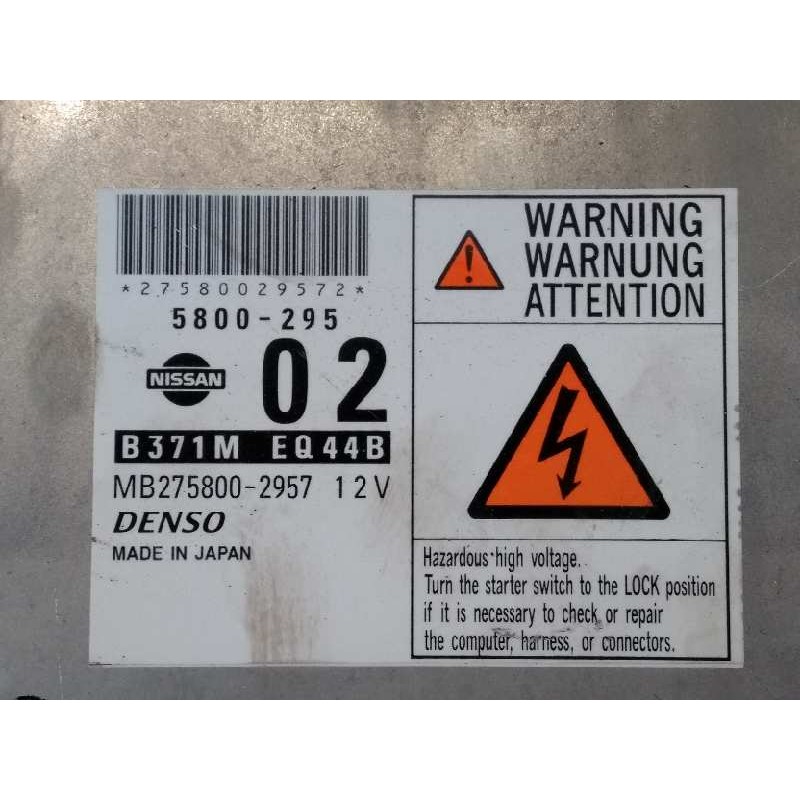 *27580029572*
5800-295
NISSAN
02
B371M EQ44B
MB275800-2957 12V
DENSO
MADE IN JAPAN
WARNING
WARNUNG
ATTENTION
Hazardous high voltage.
Turn the starter switch to the LOCK position
if it is necessary to check or repair
the computer, harness, or connectors.